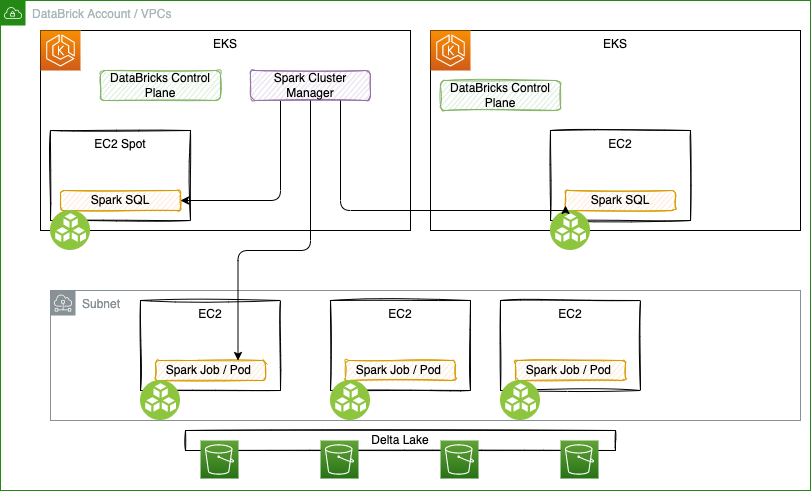 DataBrick Account / VPCs
EKS
DataBricks Control
Plane
Spark Cluster
Manager
EC2 Spot
Spark SQL
EKS
DataBricks Control
Plane
EC2
Spark SQL
Subnet
EC2
Spark Job / Pod
EC2
Spark Job / Pod
EC2
Spark Job / Pod
Delta Lake